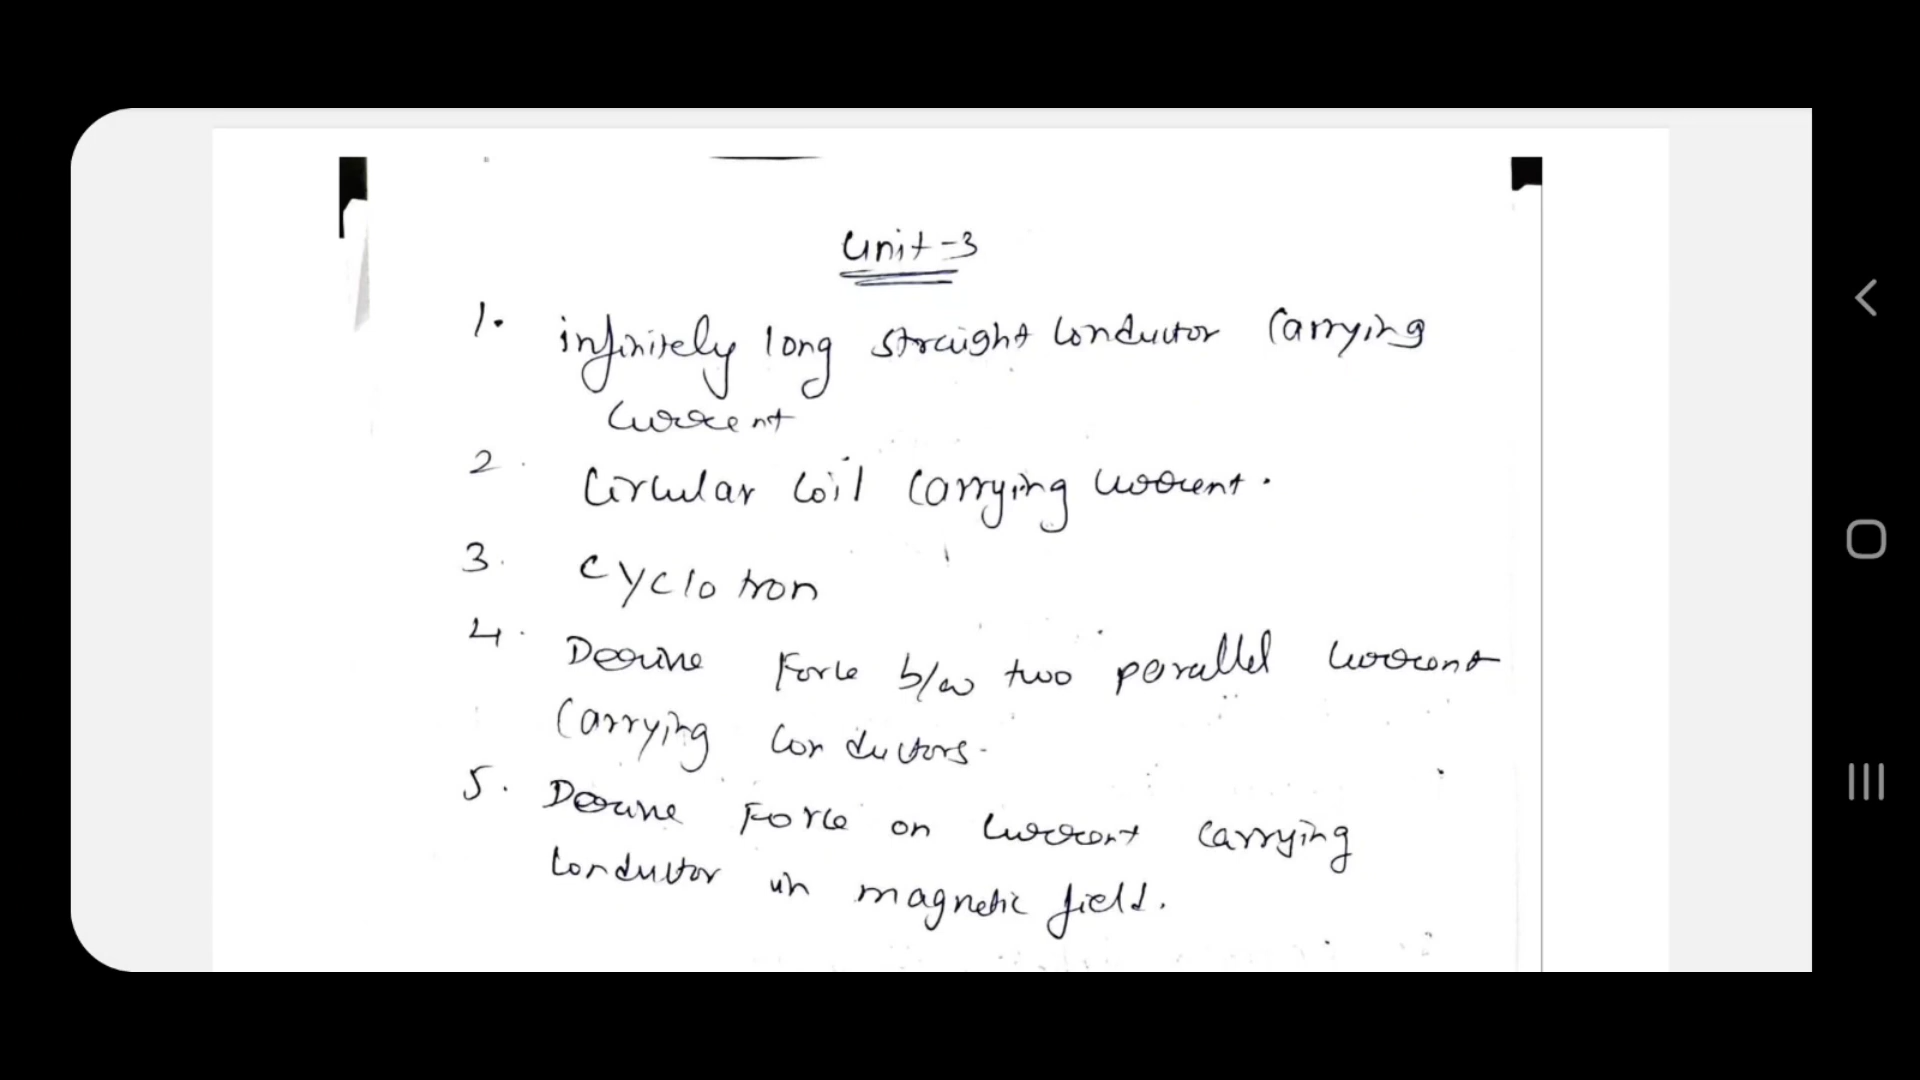 Unit-3
1. infinitely long straight conductor carrying
current
2. Circular coil carrying current.
3. Cyclotron
4. Derive Force b/w two parallel current
carrying conductors.
5. Derive Force on current carrying
conductor in magnetic field.